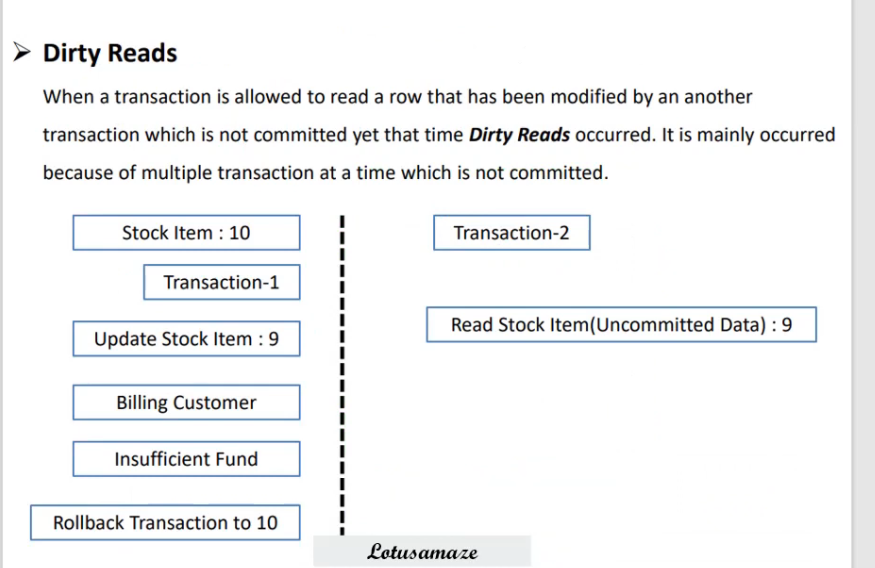 Dirty Reads
When a transaction is allowed to read a row that has been modified by an another
transaction which is not committed yet that time Dirty Reads occurred. It is mainly occurred
because of multiple transaction at a time which is not committed.
Stock Item : 10
Transaction-1
Update Stock Item : 9
Billing Customer
Insufficient Fund
Rollback Transaction to 10
Transaction-2
Read Stock Item(Uncommitted Data) : 9
Lotusamaze